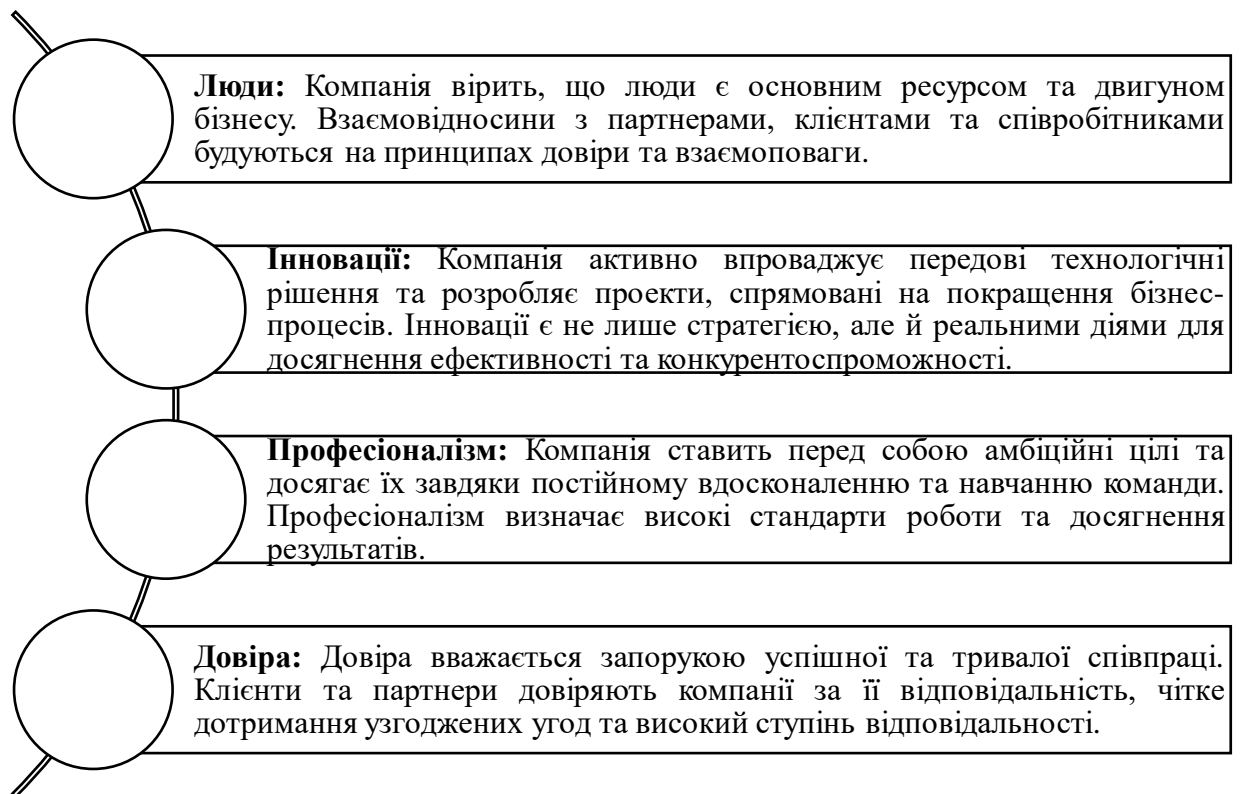 Люди: Компанія вірить, що люди є основним ресурсом та двигуном
бізнесу. Взаємовідносини з партнерами, клієнтами та співробітниками
будуються на принципах довіри та взаємоповаги.
Інновації: Компанія активно впроваджує передові технологічні
рішення та розробляє проекти, спрямовані на покращення бізнес-
процесів. Інновації є не лише стратегією, але й реальними діями для
досягнення ефективності та конкурентоспроможності.
Професіоналізм: Компанія ставить перед собою амбіційні цілі та
досягає їх завдяки постійному вдосконаленню та навчанню команди.
Професіоналізм визначає високі стандарти роботи та досягнення
результатів.
Довіра: Довіра вважається запорукою успішної та тривалої співпраці.
Клієнти та партнери довіряють компанії за її відповідальність, чітке
дотримання узгоджених угод та високий ступінь відповідальності.